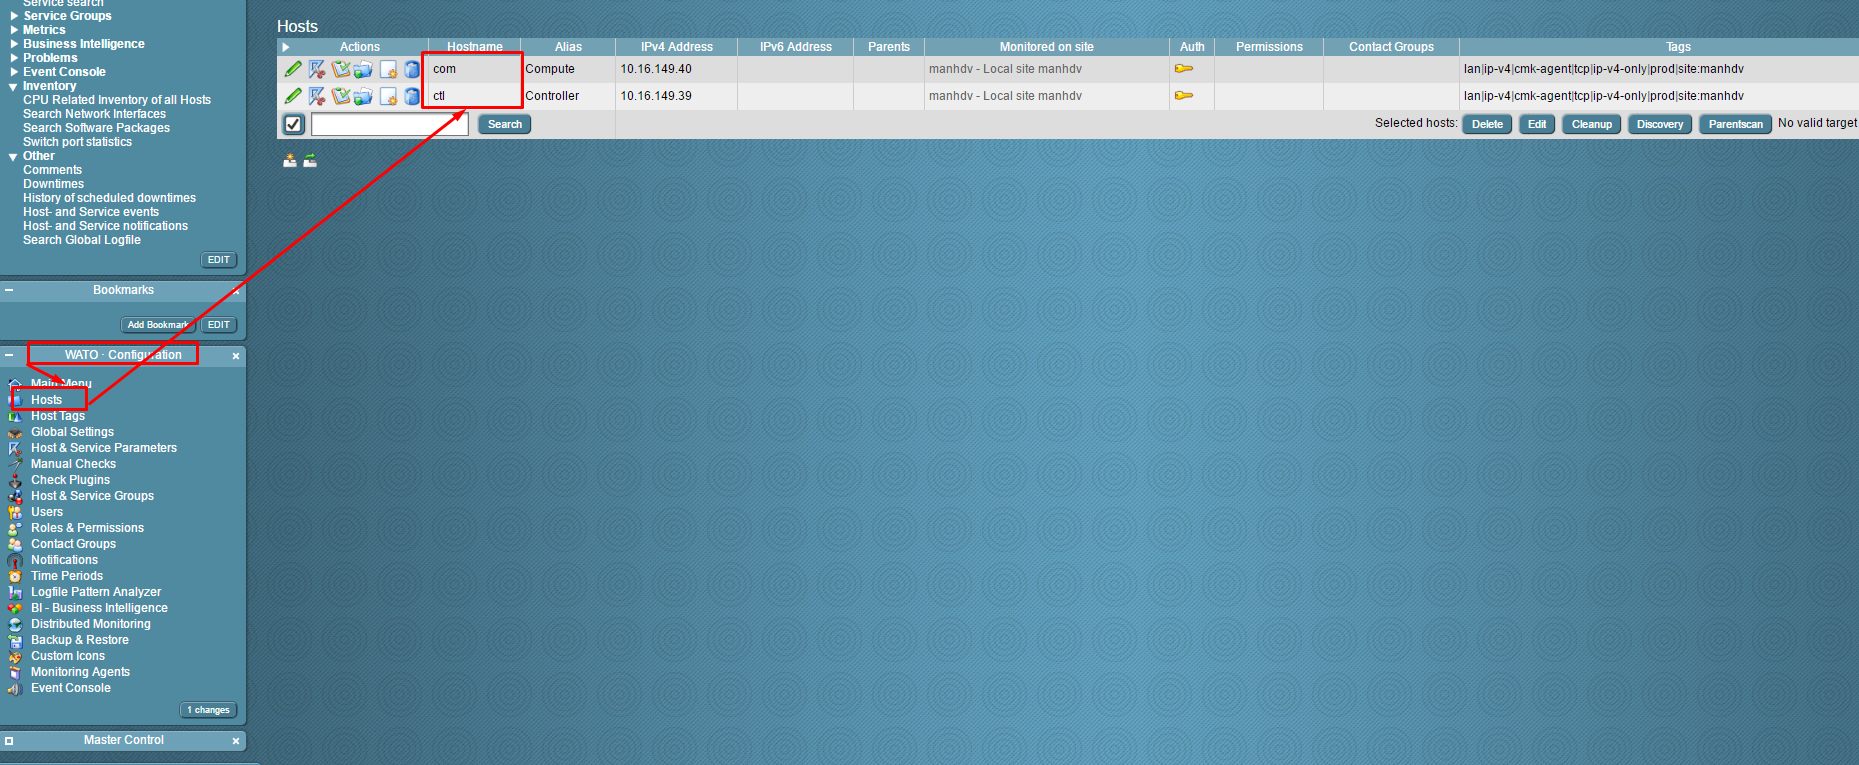 Service search
Service Groups
Metrics
Business Intelligence
Problems
Event Console
Inventory
CPU Related Inventory of all Hosts
Search Network Interfaces
Search Software Packages
Switch port statistics
Other
Comments
Downtimes
History of scheduled downtimes
Host- and Service events
Host- and Service notifications
Search Global Logfile
EDIT
Bookmarks
Add Bookmark EDIT
WATO · Configuration
Main Menu
Hosts
Host Tags
Global Settings
Host & Service Parameters
Manual Checks
Check Plugins
Host & Service Groups
Users
Roles & Permissions
Contact Groups
Notifications
Time Periods
Logfile Pattern Analyzer
BI - Business Intelligence
Distributed Monitoring
Backup & Restore
Custom Icons
Monitoring Agents
Event Console
1 changes
Master Control
Hosts
Actions Hostname Alias IPv4 Address IPv6 Address Parents Monitored on site Auth Permissions Contact Groups Tags
com Compute 10.16.149.40 manhdv - Local site manhdv lan|ip-v4|cmk-agent|tcp|ip-v4-only|prod|site:manhdv
ctl Controller 10.16.149.39 manhdv - Local site manhdv lan|ip-v4|cmk-agent|tcp|ip-v4-only|prod|site:manhdv
Search Selected hosts: Delete Edit Cleanup Discovery Parentscan No valid target